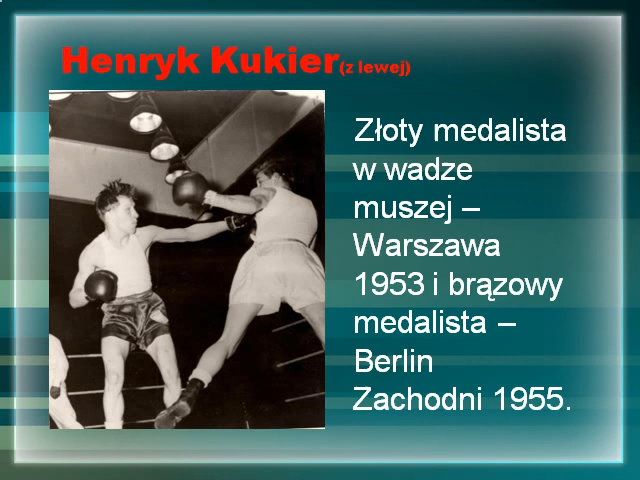 Henryk Kukier(z lewej)
Złoty medalista
w wadze
muszej –
Warszawa
1953 i brązowy
medalista –
Berlin
Zachodni 1955.